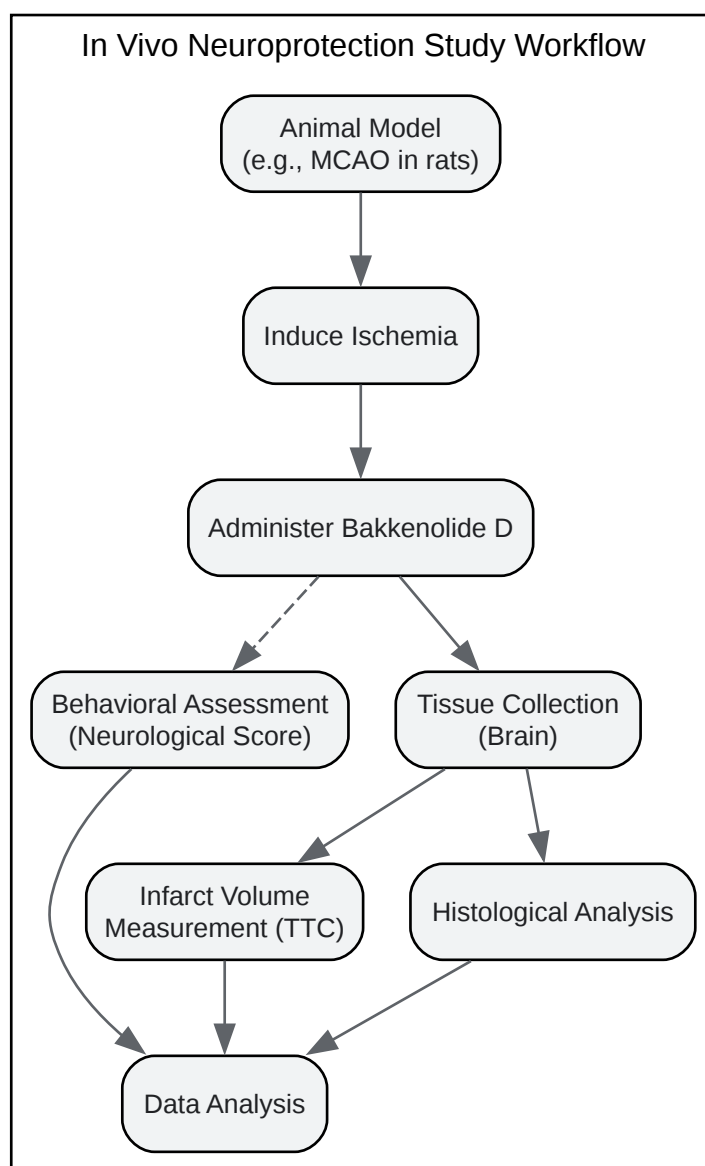 In Vivo Neuroprotection Study Workflow
Animal Model
(e.g., MCAO in rats)
Induce Ischemia
Administer Bakkenolide D
Behavioral Assessment
(Neurological Score)
Tissue Collection
(Brain)
Infarct Volume
Measurement (TTC)
Histological Analysis
Data Analysis